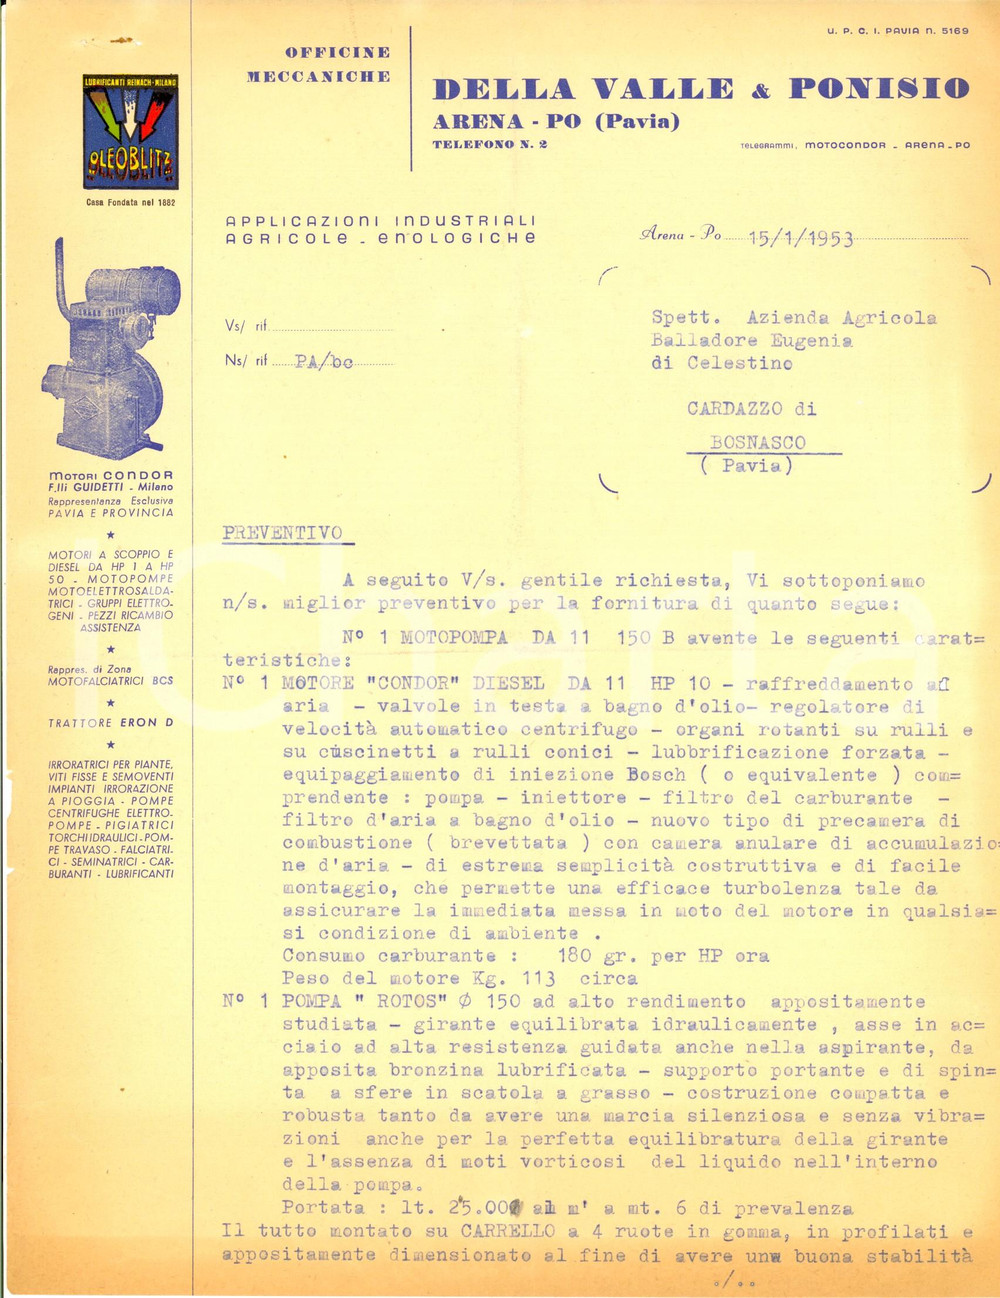 U. P. C. I. PAVIA n. 5169
OFFICINE
MECCANICHE
DELLA VALLE & PONISIO
ARENA - PO (Pavia)
TELEFONO N. 2
TELEGRAMMI, MOTOCONDOR - ARENA-PO
LUBRIFICANTI REINACH-MILANO
OLEOBLITZ
Casa Fondata nel 1882
APPLICAZIONI INDUSTRIALI
AGRICOLE - ENOLOGICHE
Arena - Po 15/1/1953
Vs/ rif.
Ns/ rif PA/bc
Spett. Azienda Agricola
Balladore Eugenia
di Celestino
CARDAZZO di
BOSNASCO
( Pavia)
MOTORI CONDOR
F.lli GUIDETTI - Milano
Rappresentanza Esclusiva
PAVIA E PROVINCIA
★
MOTORI A SCOPPIO E
DIESEL DA HP 1 A HP
50 - MOTOPOMPE
MOTOELETTROSALDA-
TRICI - GRUPPI ELETTRO-
GENI - PEZZI RICAMBIO
ASSISTENZA
★
Rappres. di Zona
MOTOFALCIATRICI BCS
★
TRATTORE ERON D
★
IRRORATRICI PER PIANTE,
VITI FISSE E SEMOVENTI
IMPIANTI IRRORAZIONE
A PIOGGIA - POMPE
CENTRIFUGHE ELETTRO-
POMPE - PIGIATRICI
TORCHI IDRAULICI - POM-
PE TRAVASO - FALCIATRI-
CI - SEMINATRICI - CAR-
BURANTI - LUBRIFICANTI
PREVENTIVO
A seguito V/s. gentile richiesta, Vi sottoponiamo
n/s. miglior preventivo per la fornitura di quanto segue:
N° 1 MOTOPOMPA DA 11 150 B avente le seguenti carat=
teristiche:
N° 1 MOTORE "CONDOR" DIESEL DA 11 HP 10 - raffreddamento ad
aria - valvole in testa a bagno d'olio- regolatore di
velocità automatico centrifugo - organi rotanti su rulli e
su cuscinetti a rulli conici - lubbrificazione forzata -
equipaggiamento di iniezione Bosch ( o equivalente ) com=
prendente : pompa - iniettore - filtro del carburante -
filtro d'aria a bagno d'olio - nuovo tipo di precamera di
combustione ( brevettata ) con camera anulare di accumulazio=
ne d'aria - di estrema semplicità costruttiva e di facile
montaggio, che permette una efficace turbolenza tale da
assicurare la immediata messa in moto del motore in qualsia=
si condizione di ambiente .
Consumo carburante : 180 gr. per HP ora
Peso del motore Kg. 113 circa
N° 1 POMPA " ROTOS" Ø 150 ad alto rendimento appositamente
studiata - girante equilibrata idraulicamente , asse in ac=
ciaio ad alta resistenza guidata anche nella aspirante, da
apposita bronzina lubrificata - supporto portante e di spin=
ta a sfere in scatola a grasso - costruzione compatta e
robusta tanto da avere una marcia silenziosa e senza vibra=
zioni anche per la perfetta equilibratura della girante
e l'assenza di moti vorticosi del liquido nell'interno
della pompa.
Portata : lt. 25.000 al m' a mt. 6 di prevalenza
Il tutto montato su CARRELLO a 4 ruote in gomma, in profilati e
appositamente dimensionato al fine di avere una buona stabilità
./..